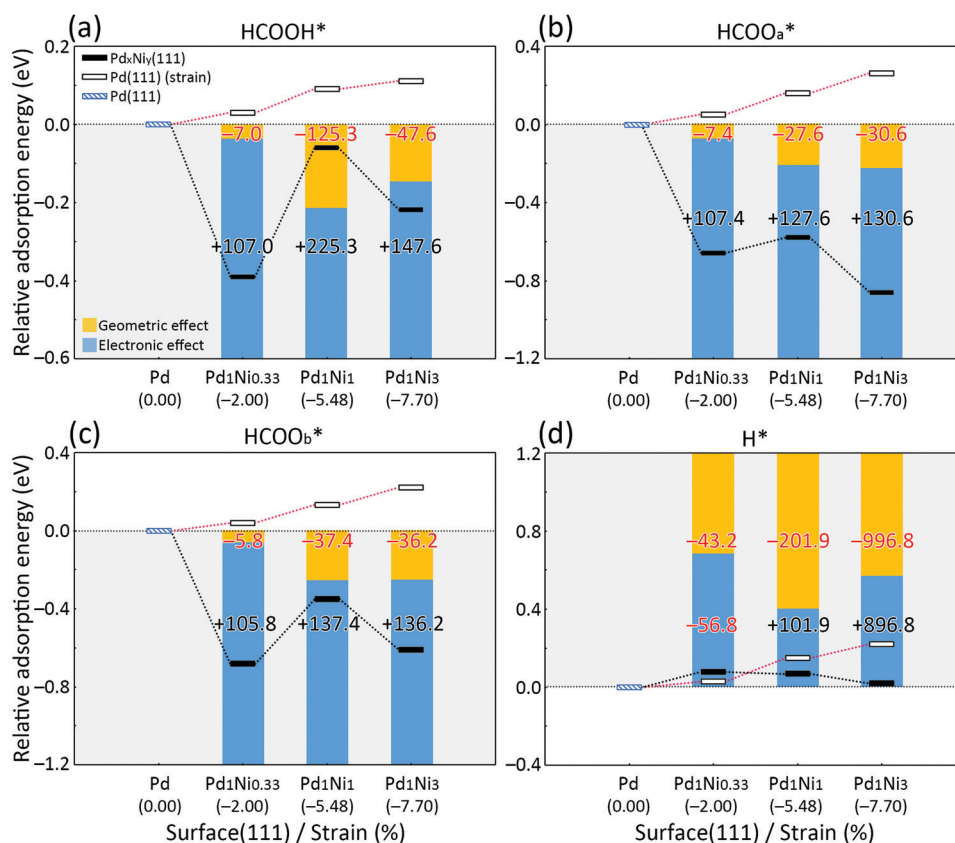 (a)
HCOOH*
Relative adsorption energy (eV)
0.2
0.0
−0.2
−0.4
−0.6
PdxNiy(111)
Pd(111) (strain)
Pd(111)
−7.0
−125.3
−47.6
+107.0
+225.3
+147.6
Geometric effect
Electronic effect
Pd
Pd1Ni0.33
Pd1Ni1
Pd1Ni3
(0.00)
(−2.00)
(−5.48)
(−7.70)
(b)
HCOOa*
0.4
0.0
−0.4
−0.8
−1.2
−7.4
−27.6
−30.6
+107.4
+127.6
+130.6
Pd
Pd1Ni0.33
Pd1Ni1
Pd1Ni3
(0.00)
(−2.00)
(−5.48)
(−7.70)
(c)
HCOOb*
Relative adsorption energy (eV)
0.4
0.0
−0.4
−0.8
−1.2
−5.8
−37.4
−36.2
+105.8
+137.4
+136.2
Pd
Pd1Ni0.33
Pd1Ni1
Pd1Ni3
(0.00)
(−2.00)
(−5.48)
(−7.70)
Surface(111) / Strain (%)
(d)
H*
1.2
0.8
0.4
0.0
−0.4
−43.2
−201.9
−996.8
−56.8
+101.9
+896.8
Pd
Pd1Ni0.33
Pd1Ni1
Pd1Ni3
(0.00)
(−2.00)
(−5.48)
(−7.70)
Surface(111) / Strain (%)